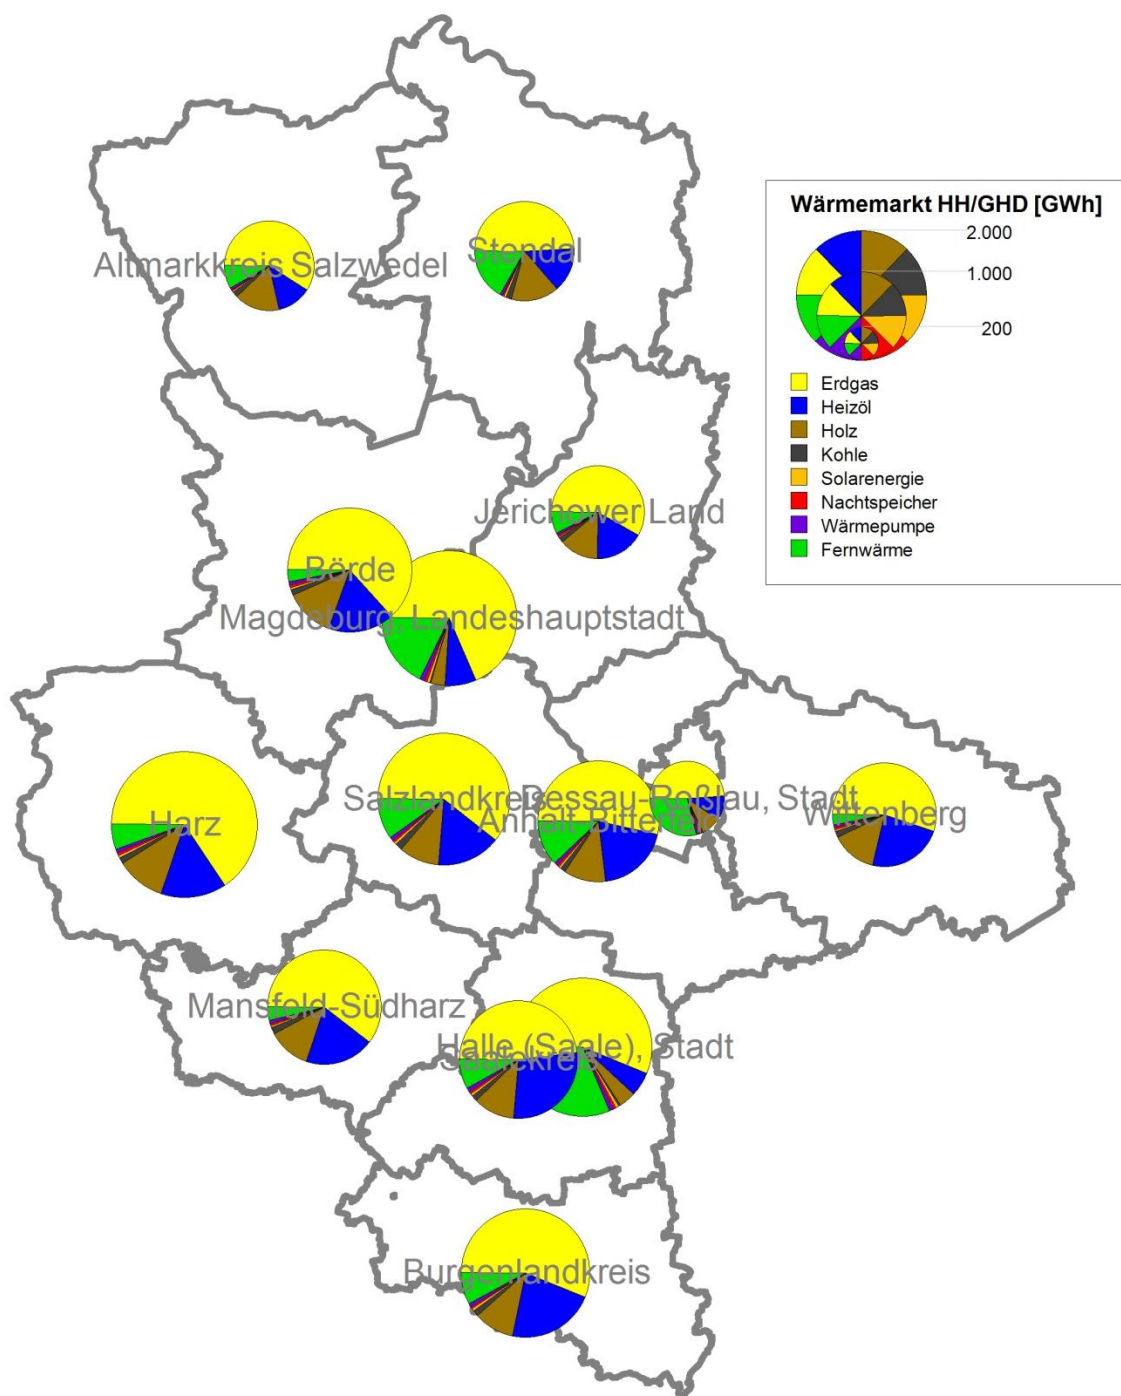 Wärmemarkt HH/GHD [GWh]
2.000
1.000
200
Erdgas
Heizöl
Holz
Kohle
Solarenergie
Nachtspeicher
Wärmepumpe
Fernwärme
Stendal
Altmarkkreis Salzwedel
Jerichower Land
Börde
Magdeburg, Landeshauptstadt
Salzlandkreis
Dessau-Roßlau, Stadt
Anhalt-Bitterfeld
Wittenberg
Harz
Mansfeld-Südharz
Halle (Saale), Stadt
Saalekreis
Burgenlandkreis